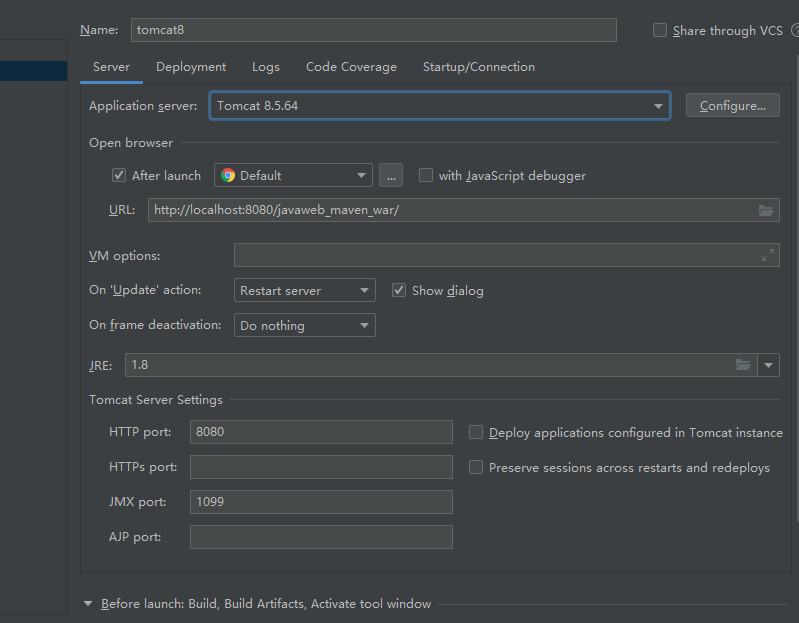 Name: tomcat8 Share through VCS ?
Server Deployment Logs Code Coverage Startup/Connection
Application server: Tomcat 8.5.64 Configure...
Open browser
After launch Default ... with JavaScript debugger
URL: http://localhost:8080/javaweb_maven_war/
VM options:
On 'Update' action: Restart server Show dialog
On frame deactivation: Do nothing
JRE: 1.8
Tomcat Server Settings
HTTP port: 8080 Deploy applications configured in Tomcat instance
HTTPs port: Preserve sessions across restarts and redeploys
JMX port: 1099
AJP port:
Before launch: Build, Build Artifacts, Activate tool window